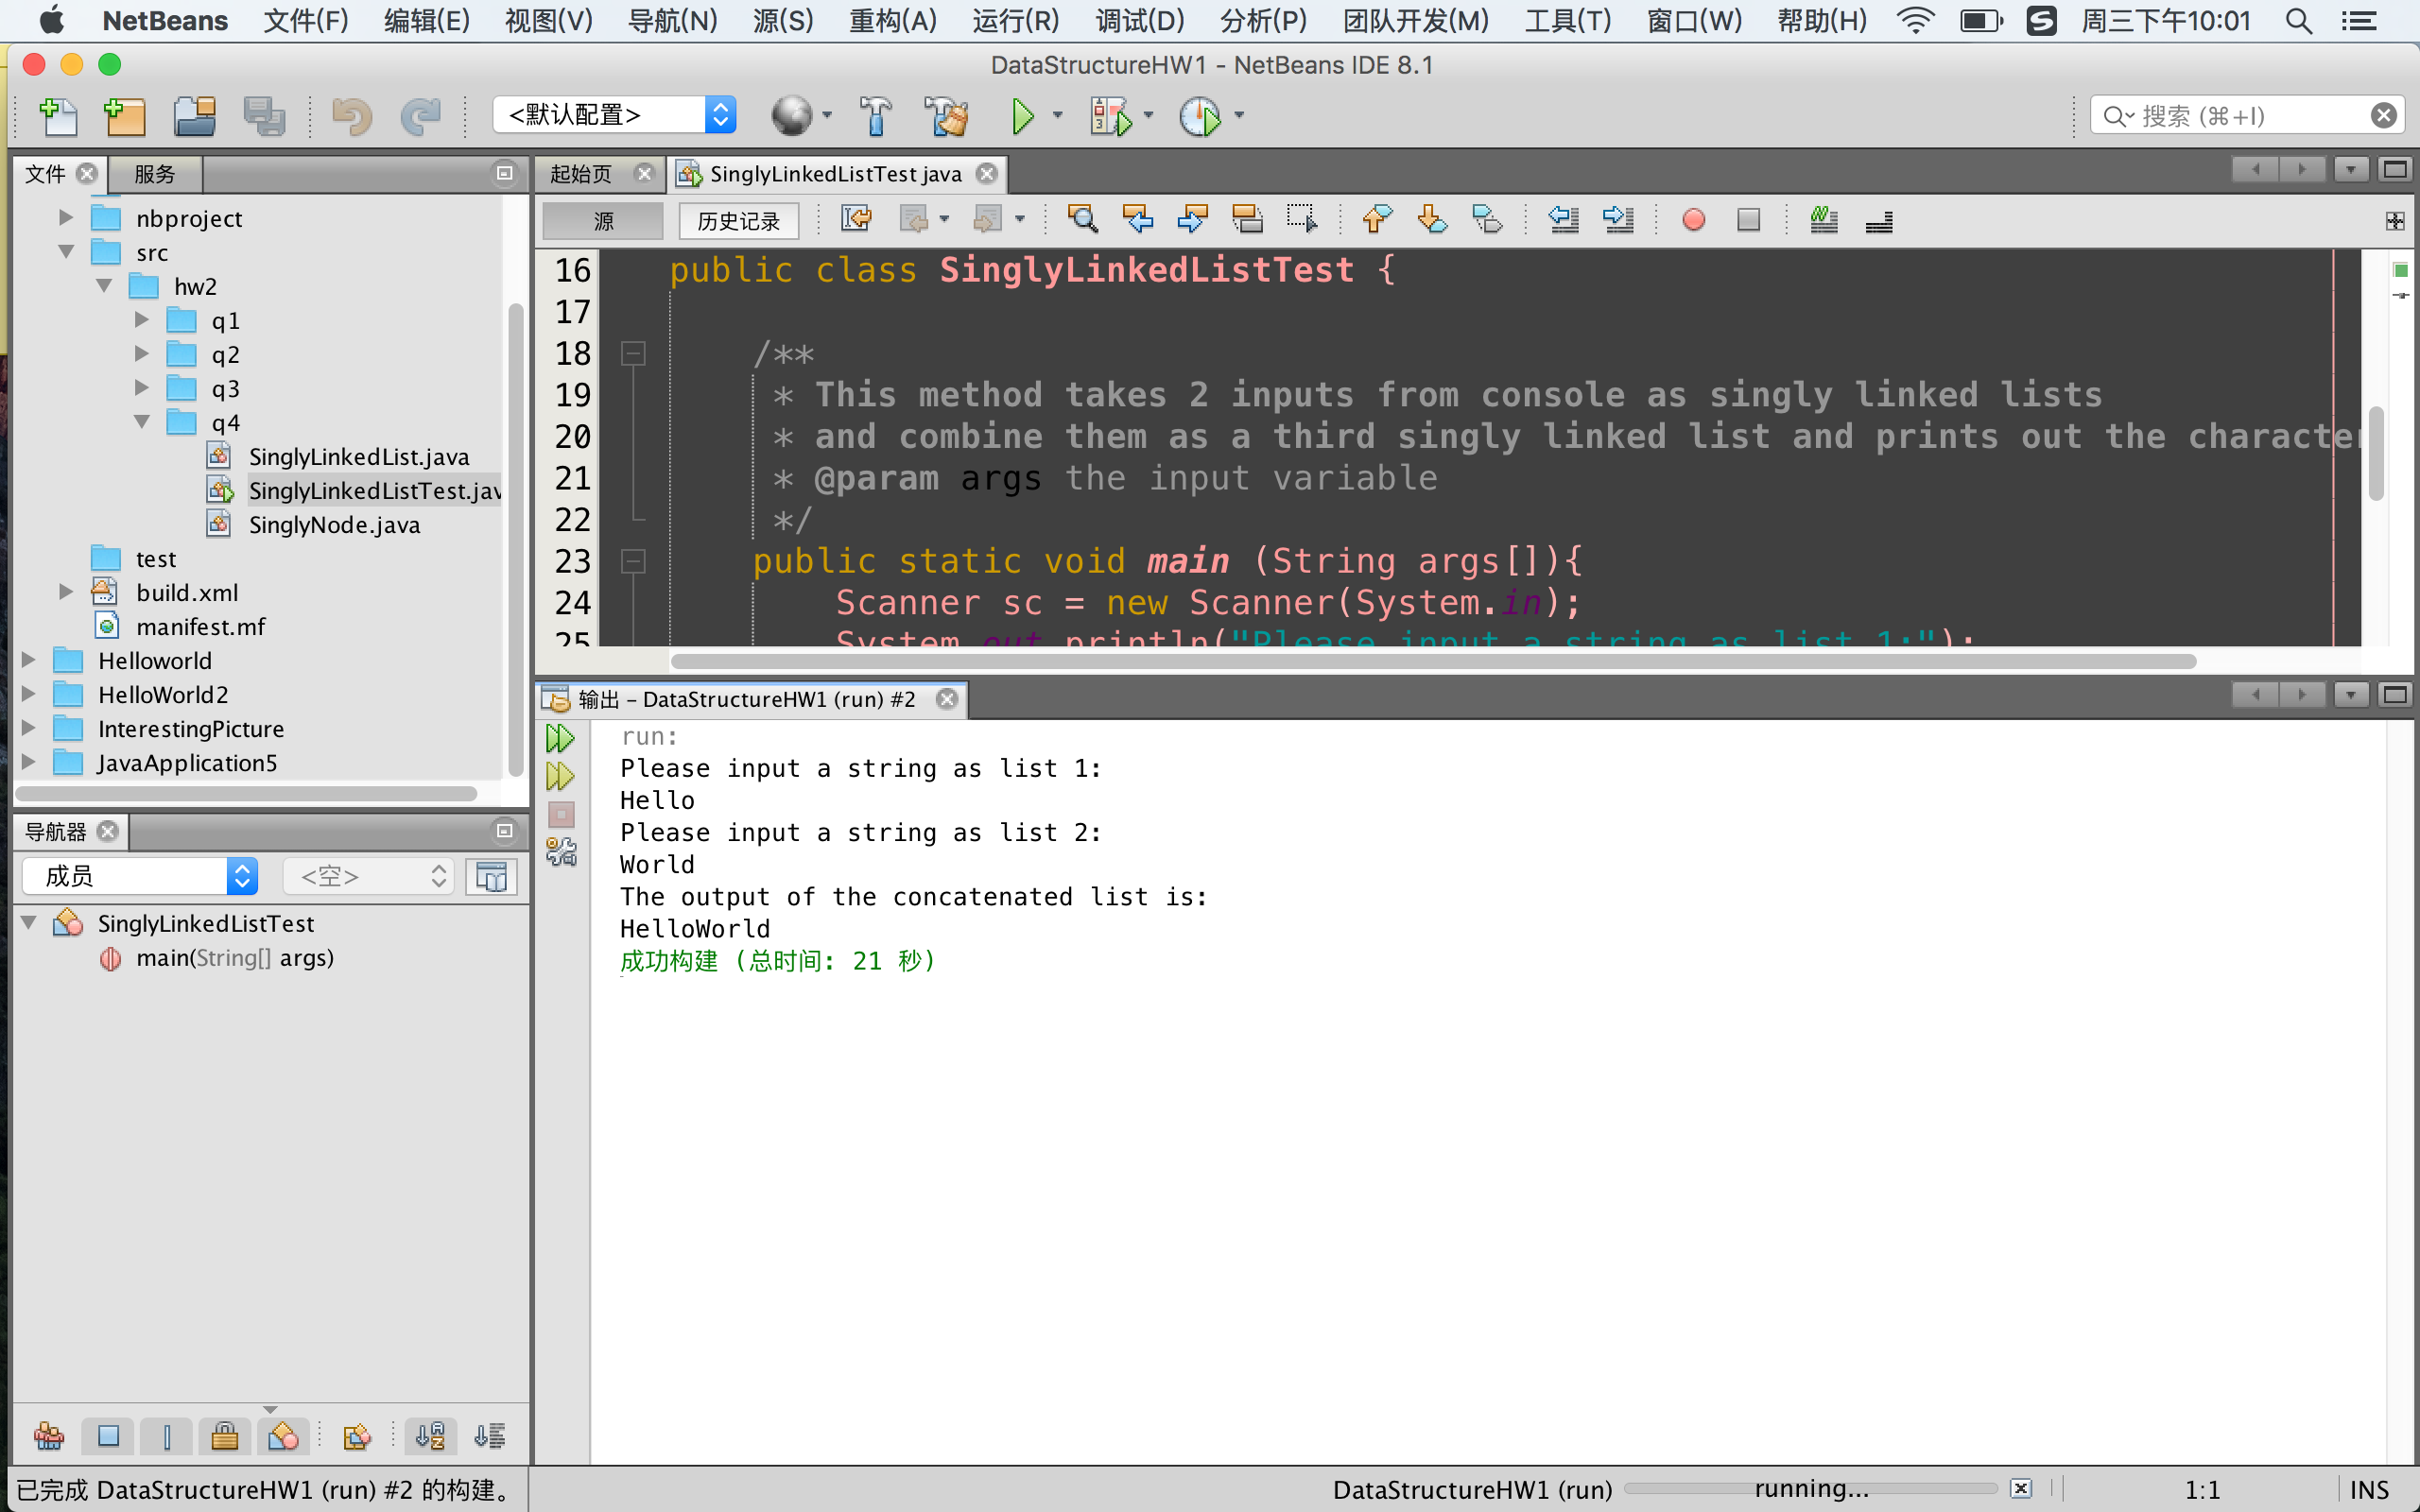 NetBeans 文件(F) 编辑(E) 视图(V) 导航(N) 源(S) 重构(A) 运行(R) 调试(D) 分析(P) 团队开发(M) 工具(T) 窗口(W) 帮助(H) 周三下午10:01
DataStructureHW1 - NetBeans IDE 8.1
<默认配置>
搜索 (⌘+I)
文件 服务
nbproject
src
hw2
q1
q2
q3
q4
SinglyLinkedList.java
SinglyLinkedListTest.jav
SinglyNode.java
test
build.xml
manifest.mf
Helloworld
HelloWorld2
InterestingPicture
JavaApplication5
导航器
成员 <空>
SinglyLinkedListTest
main(String[] args)
起始页 SinglyLinkedListTest.java
源 历史记录
16 public class SinglyLinkedListTest {
17
18 /**
19 * This method takes 2 inputs from console as singly linked lists
20 * and combine them as a third singly linked list and prints out the character
21 * @param args the input variable
22 */
23 public static void main (String args[]){
24 Scanner sc = new Scanner(System.in);
25 System.out.println("Please input a string as list 1:");
输出 – DataStructureHW1 (run) #2
run:
Please input a string as list 1:
Hello
Please input a string as list 2:
World
The output of the concatenated list is:
HelloWorld
成功构建 (总时间: 21 秒)
已完成 DataStructureHW1 (run) #2 的构建。
DataStructureHW1 (run) running... 1:1 INS